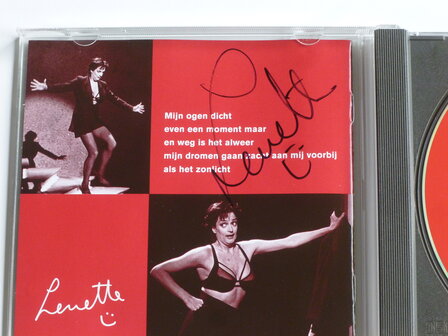 Mijn ogen dicht
even een moment maar
en weg is het alweer
mijn dromen gaan zacht aan mij voorbij
als het zonlicht
Lenette
Lenette